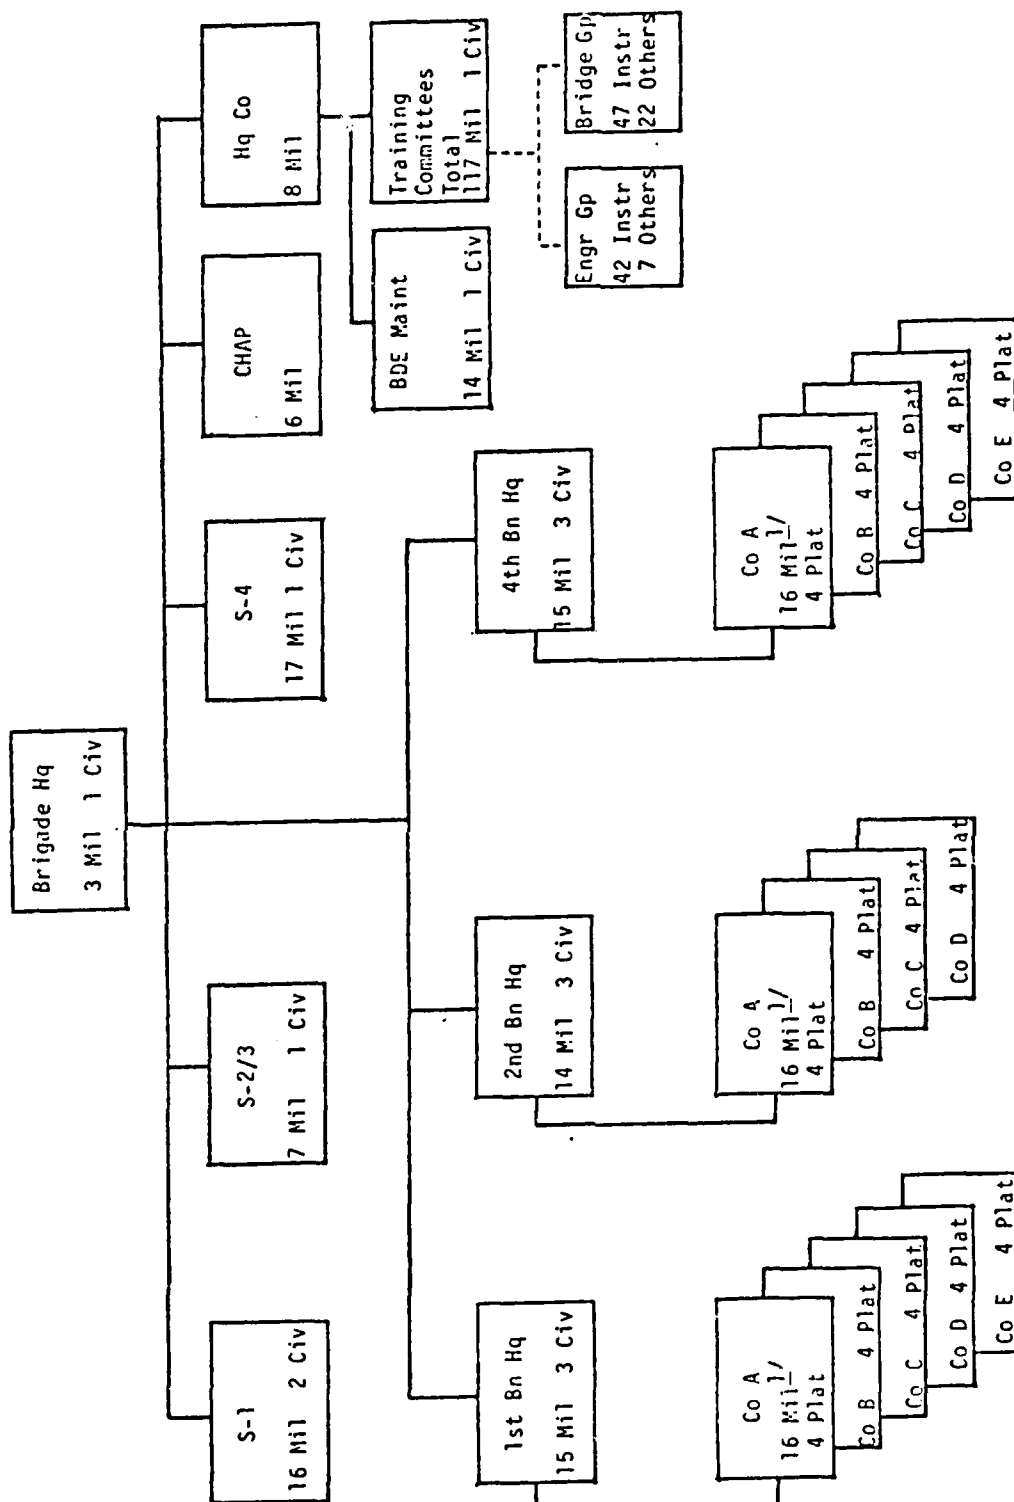 Brigade Hq
3 Mil 1 Civ
S-1
16 Mil 2 Civ
S-2/3
7 Mil 1 Civ
S-4
17 Mil 1 Civ
CHAP
6 Mil
Hq Co
8 Mil
BDE Maint
14 Mil 1 Civ
Training
Committees
Total
117 Mil 1 Civ
Engr Gp
42 Instr
7 Others
Bridge Gp
47 Instr
22 Others
1st Bn Hq
15 Mil 3 Civ
2nd Bn Hq
14 Mil 3 Civ
4th Bn Hq
15 Mil 3 Civ
Co A
16 Mil 1/
4 Plat
Co B 4 Plat
Co C 4 Plat
Co D 4 Plat
Co E 4 Plat
Co A
16 Mil 1/
4 Plat
Co B 4 Plat
Co C 4 Plat
Co D 4 Plat
Co A
16 Mil 1/
4 Plat
Co B 4 Plat
Co C 4 Plat
Co D 4 Plat
Co E 4 Plat